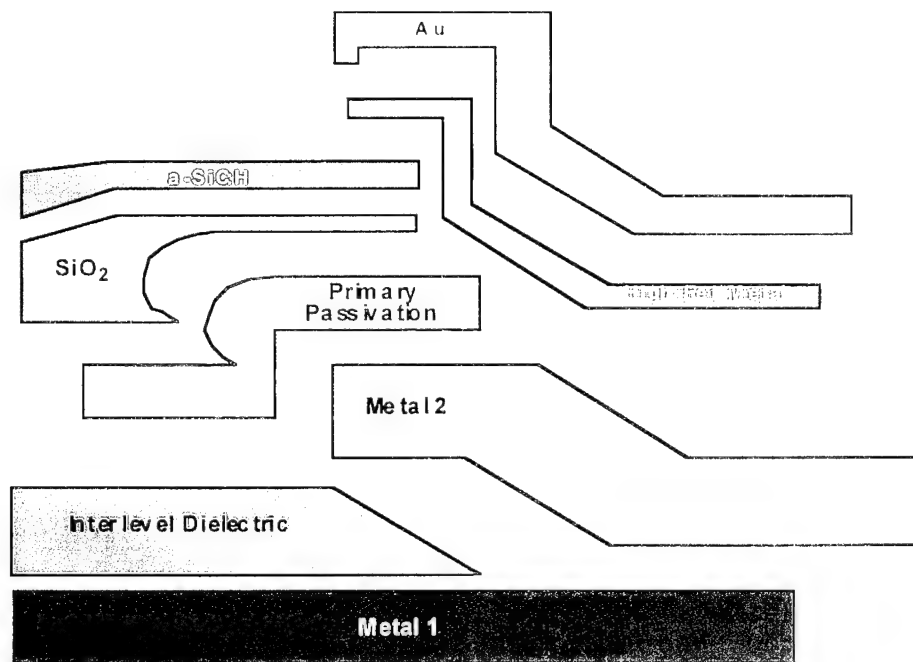 Au
a-SiCH
SiO₂
Primary
Passivation
Metal 2
Interlevel Dielectric
Metal 1